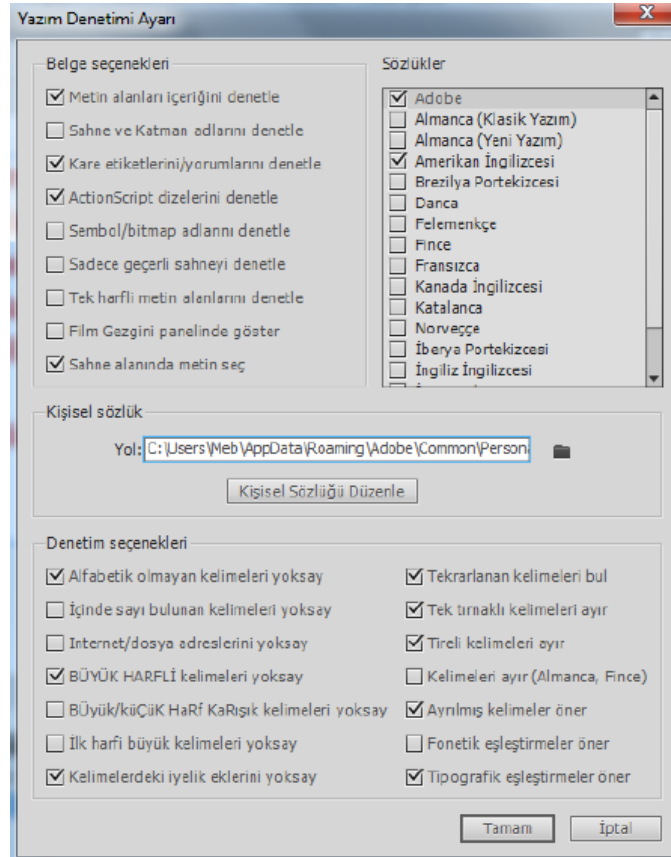 Yazım Denetimi Ayarı
Belge seçenekleri
Metin alanları içeriğini denetle
Sahne ve Katman adlarını denetle
Kare etiketlerini/yorumlarını denetle
ActionScript dizelerini denetle
Sembol/bitmap adlarını denetle
Sadece geçerli sahneyi denetle
Tek harfli metin alanlarını denetle
Film Gezgini panelinde göster
Sahne alanında metin seç
Sözlükler
Adobe
Almanca (Klasik Yazım)
Almanca (Yeni Yazım)
Amerikan İngilizcesi
Brezilya Portekizcesi
Danca
Felemenkçe
Fince
Fransızca
Kanada İngilizcesi
Katalanca
Norveççe
İberya Portekizcesi
İngiliz İngilizcesi
Kişisel sözlük
Yol: C:\Users\Meb\AppData\Roaming\Adobe\Common\Person
Kişisel Sözlüğü Düzenle
Denetim seçenekleri
Alfabetik olmayan kelimeleri yoksay
İçinde sayı bulunan kelimeleri yoksay
Internet/dosya adreslerini yoksay
BÜYÜK HARFLİ kelimeleri yoksay
BÜyük/küÇüK HaRf KaRışık kelimeleri yoksay
İlk harfi büyük kelimeleri yoksay
Kelimelerdeki iyelik eklerini yoksay
Tekrarlanan kelimeleri bul
Tek tırnaklı kelimeleri ayır
Tireli kelimeleri ayır
Kelimeleri ayır (Almanca, Fince)
Ayrılmış kelimeler öner
Fonetik eşleştirmeler öner
Tipografik eşleştirmeler öner
Tamam
İptal